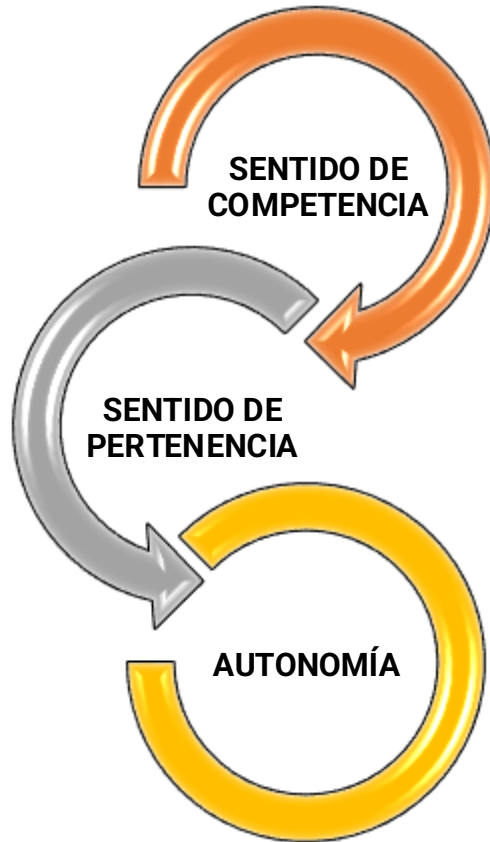 SENTIDO DE
COMPETENCIA
SENTIDO DE
PERTENENCIA
AUTONOMÍA